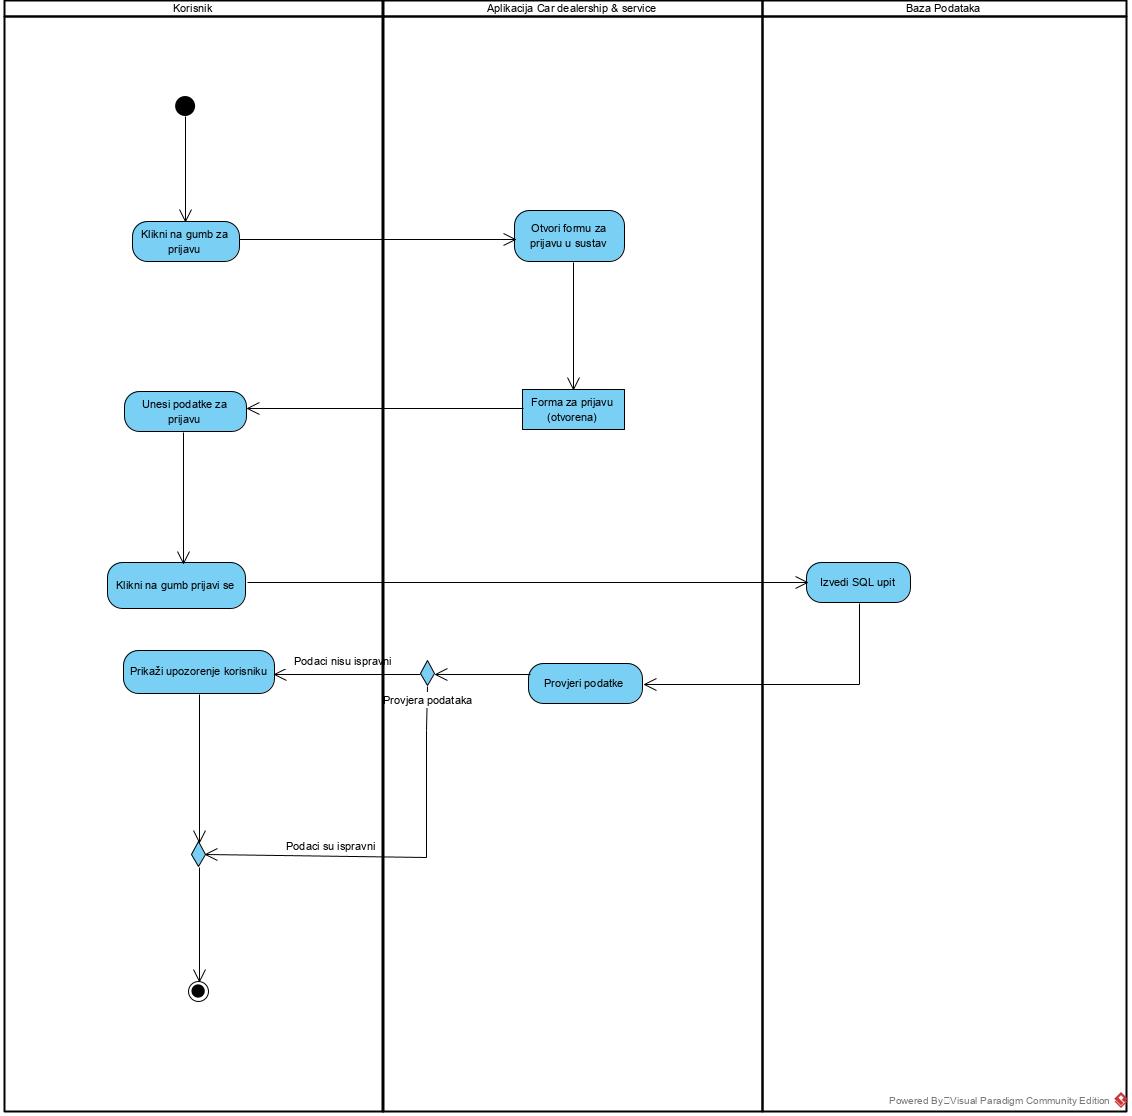 Korisnik
Aplikacija Car dealership & service
Baza Podataka
Klikni na gumb za
prijavu
Otvori formu za
prijavu u sustav
Unesi podatke za
prijavu
Forma za prijavu
(otvorena)
Klikni na gumb prijavi se
Izvedi SQL upit
Prikaži upozorenje korisniku
Podaci nisu ispravni
Provjeri podatke
Provjera podataka
Podaci su ispravni
Powered By Visual Paradigm Community Edition